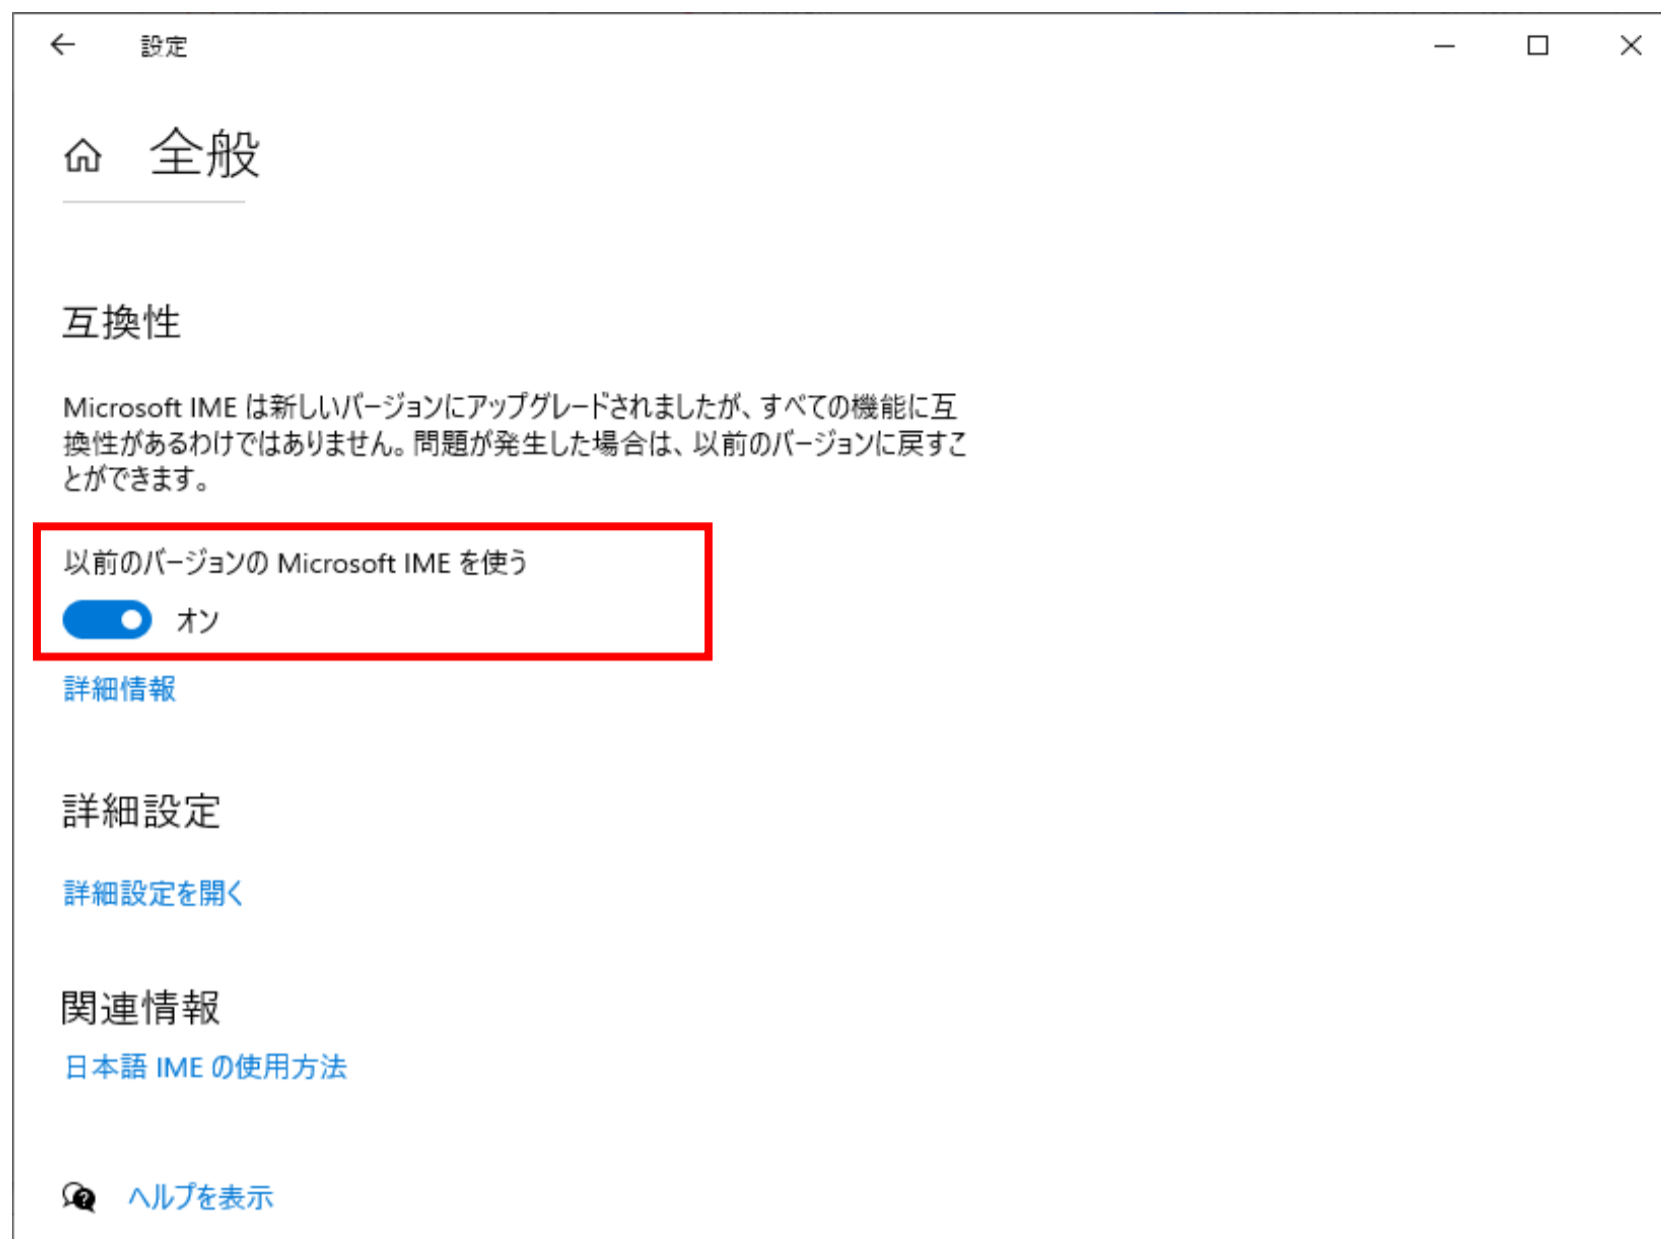 設定
全般
互換性
Microsoft IME は新しいバージョンにアップグレードされましたが、すべての機能に互
換性があるわけではありません。問題が発生した場合は、以前のバージョンに戻すこ
とができます。
以前のバージョンの Microsoft IME を使う
オン
詳細情報
詳細設定
詳細設定を開く
関連情報
日本語 IME の使用方法
ヘルプを表示